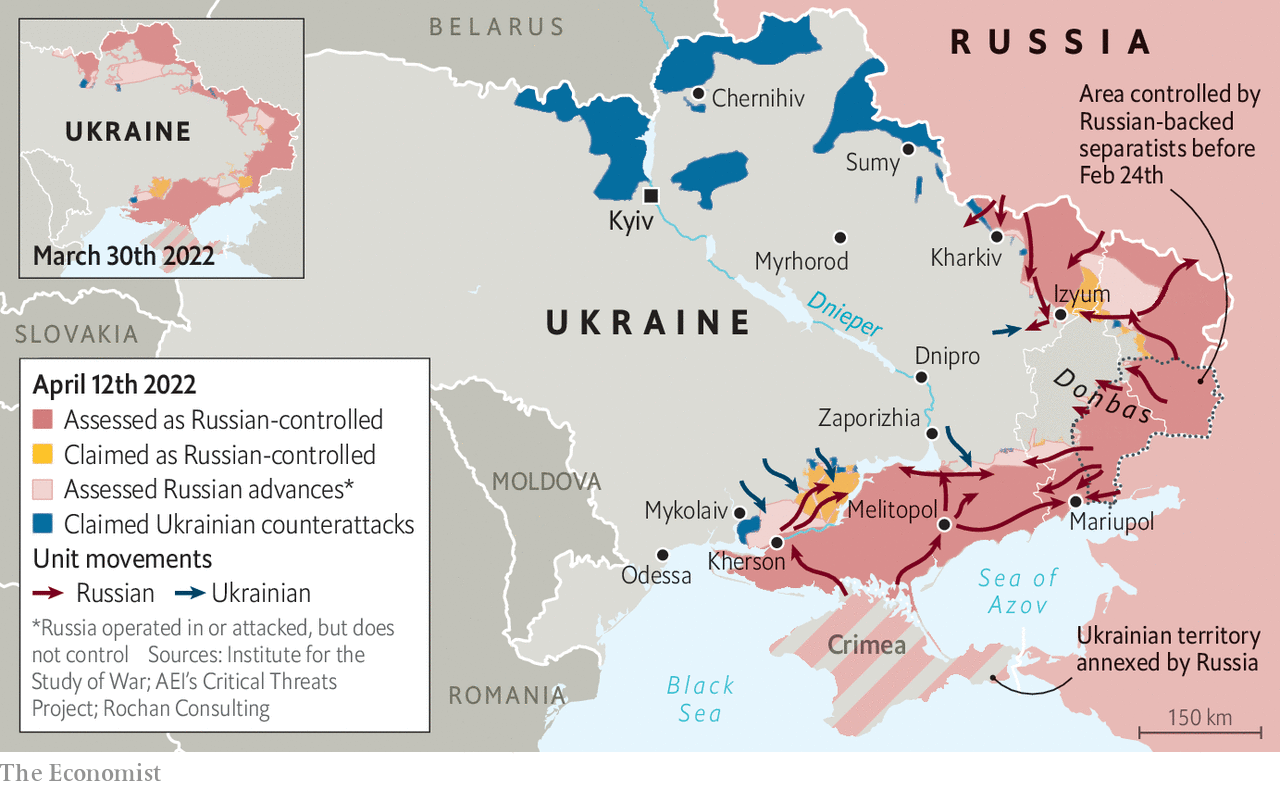 BELARUS
RUSSIA
UKRAINE
March 30th 2022
Chernihiv
Area controlled by
Russian-backed
separatists before
Feb 24th
Sumy
Kyiv
Kharkiv
Myrhorod
Izyum
SLOVAKIA
UKRAINE
Dnieper
Dnipro
Donbas
Zaporizhia
April 12th 2022
Assessed as Russian-controlled
Claimed as Russian-controlled
Assessed Russian advances*
Claimed Ukrainian counterattacks
Unit movements
Russian Ukrainian
*Russia operated in or attacked, but does
not control Sources: Institute for the
Study of War; AEI's Critical Threats
Project; Rochan Consulting
MOLDOVA
Mykolaiv
Melitopol
Mariupol
Kherson
Odessa
Sea of
Azov
Crimea
Ukrainian territory
annexed by Russia
ROMANIA
Black
Sea
150 km
The Economist